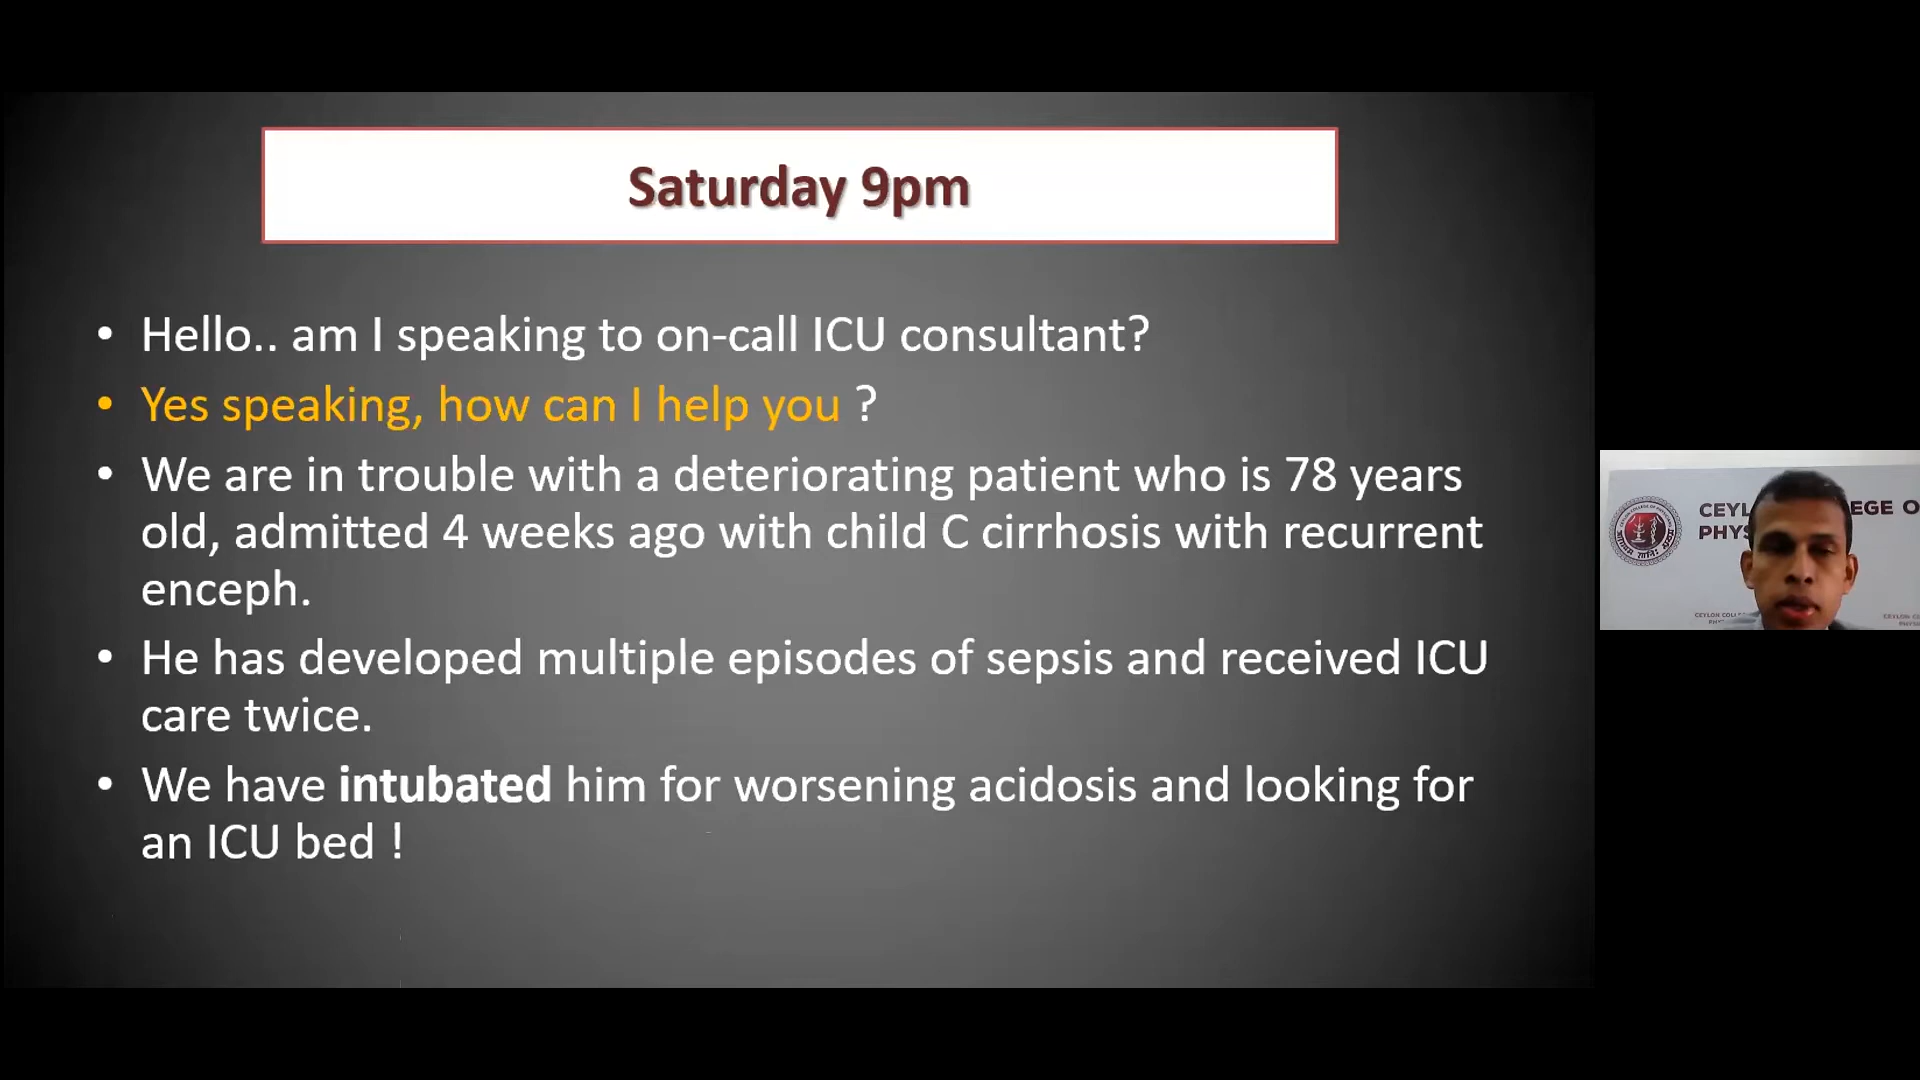 Saturday 9pm
• Hello.. am I speaking to on-call ICU consultant?
• Yes speaking, how can I help you ?
• We are in trouble with a deteriorating patient who is 78 years
old, admitted 4 weeks ago with child C cirrhosis with recurrent
enceph.
• He has developed multiple episodes of sepsis and received ICU
care twice.
• We have intubated him for worsening acidosis and looking for
an ICU bed !
CEYL EGE O
PHYS